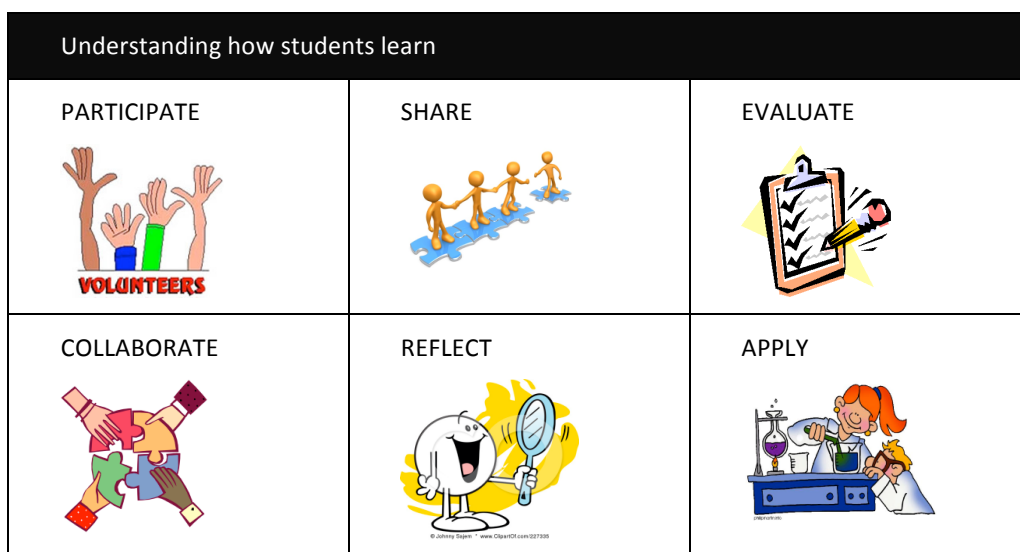 Understanding how students learn
PARTICIPATE
SHARE
EVALUATE
VOLUNTEERS
COLLABORATE
REFLECT
APPLY
© Johnny Sajem * www.ClipartOf.com/227335